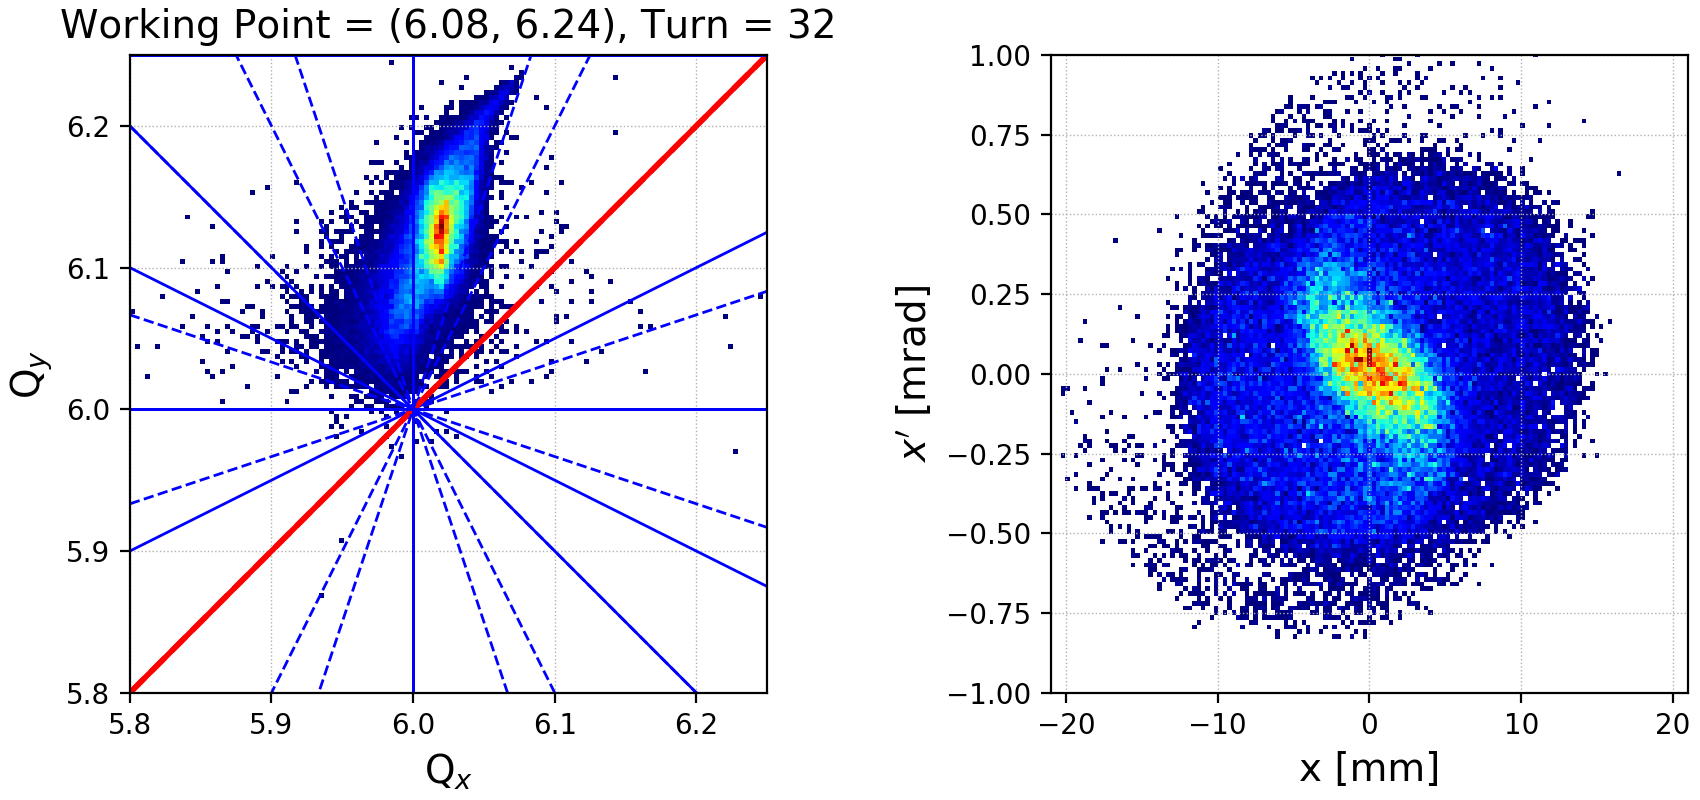 Working Point = (6.08, 6.24), Turn = 32
6.2
6.1
6.0
5.9
5.8
5.8 5.9 6.0 6.1 6.2
Qy
Qx
1.00
0.75
0.50
0.25
0.00
−0.25
−0.50
−0.75
−1.00
−20 −10 0 10 20
x′ [mrad]
x [mm]